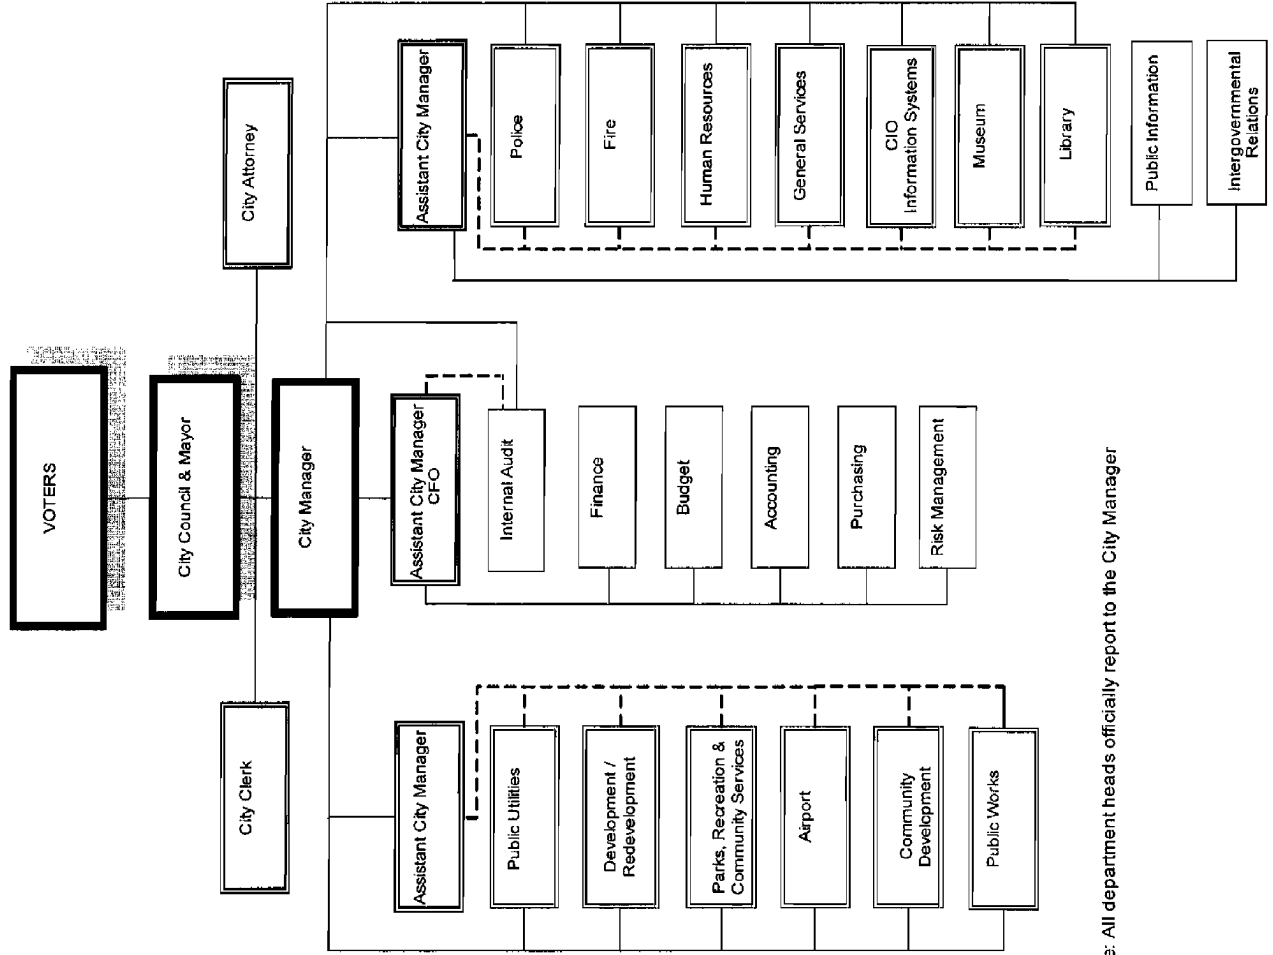 VOTERS
City Council & Mayor
City Clerk
City Attorney
City Manager
Assistant City Manager
Assistant City Manager
CFO
Assistant City Manager
Public Utilities
Development /
Redevelopment
Parks, Recreation &
Community Services
Airport
Community
Development
Public Works
Internal Audit
Finance
Budget
Accounting
Purchasing
Risk Management
Police
Fire
Human Resources
General Services
CIO
Information Systems
Museum
Library
Public Information
Intergovernmental
Relations
e: All department heads officially report to the City Manager